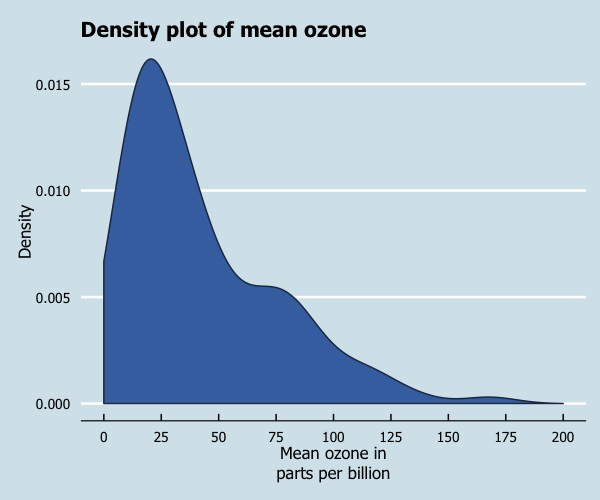 Density plot of mean ozone
0.015
0.010
0.005
0.000
Density
0 25 50 75 100 125 150 175 200
Mean ozone in
parts per billion